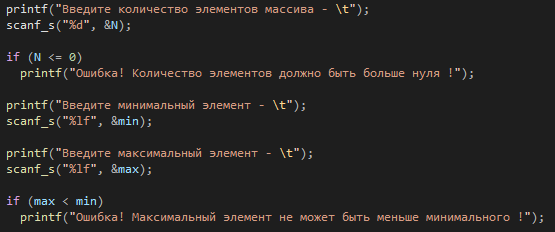 printf("Введите количество элементов массива - \t");
scanf_s("%d", &N);
if (N <= 0)
printf("Ошибка! Количество элементов должно быть больше нуля !");
printf("Введите минимальный элемент - \t");
scanf_s("%lf", &min);
printf("Введите максимальный элемент - \t");
scanf_s("%lf", &max);
if (max < min)
printf("Ошибка! Максимальный элемент не может быть меньше минимального !");